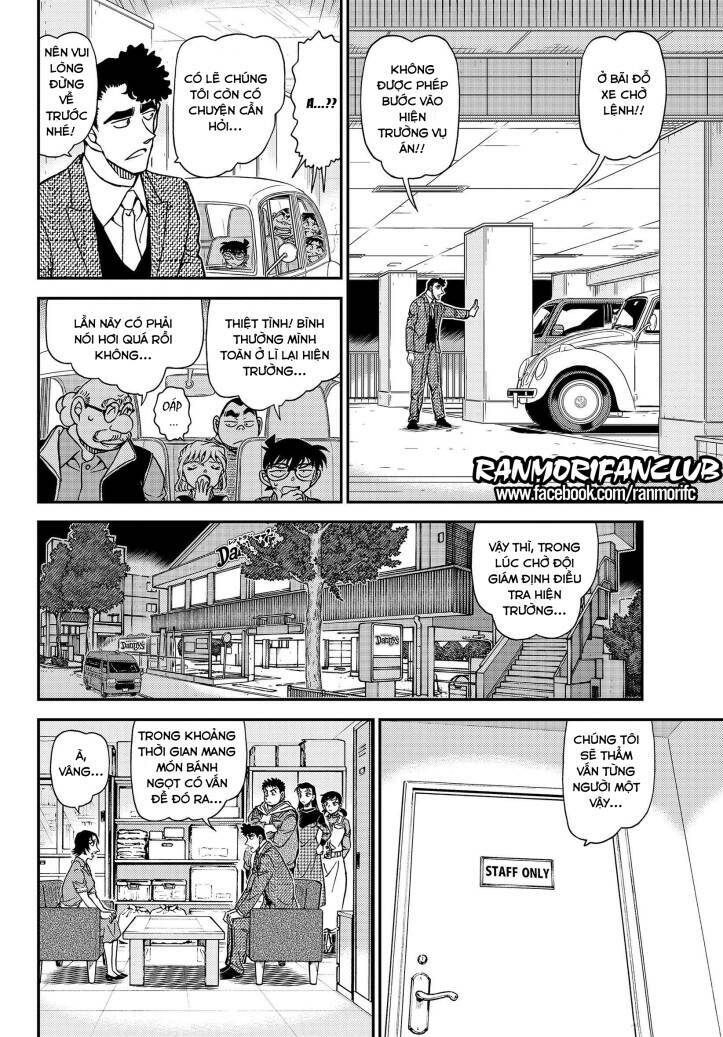 Ở BÃI ĐỖ
XE CHỜ
LỆNH!!
KHÔNG
ĐƯỢC PHÉP
BƯỚC VÀO
HIỆN
TRƯỜNG VỤ
ÁN!!
Ơ...??
CÓ LẼ CHÚNG
TÔI CÒN CÓ
CHUYỆN CẦN
HỎI...
NÊN VUI
LÒNG
ĐỪNG
VỀ
TRƯỚC
NHÉ!
THIỆT TÌNH! BÌNH
THƯỜNG MÌNH
TOÀN Ở LÌ LẠI HIỆN
TRƯỜNG...
OÁP
...
LẦN NÀY CÓ PHẢI
NÓI HƠI QUÁ RỒI
KHÔNG...
RANMORIFANCLUB
www.facebook.com/ranmorifc
VẬY THÌ, TRONG
LÚC CHỜ ĐỘI
GIÁM ĐỊNH ĐIỀU
TRA HIỆN
TRƯỜNG...
Danny's
Danny's
CHÚNG TÔI
SẼ THẨM
VẤN TỪNG
NGƯỜI MỘT
VẬY...
STAFF ONLY
TRONG KHOẢNG
THỜI GIAN MANG
MÓN BÁNH
NGỌT CÓ VẤN
ĐỀ ĐÓ RA...
À,
VÂNG...